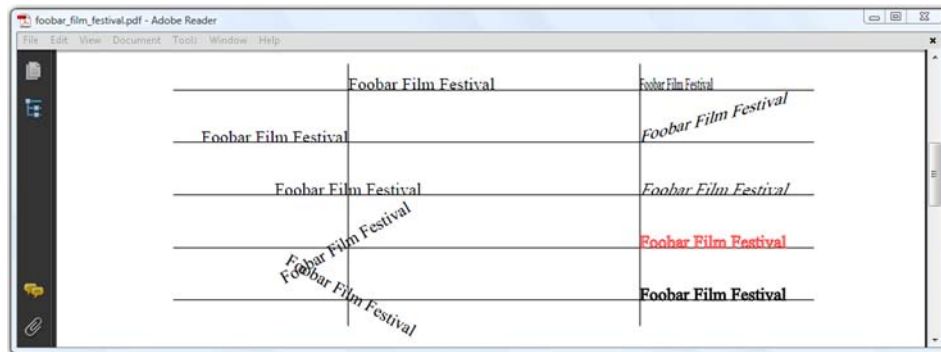 foobar_film_festival.pdf - Adobe Reader
File Edit View Document Tools Window Help
Foobar Film Festival
Foobar Film Festival
Foobar Film Festival
Foobar Film Festival
Foobar Film Festival
Foobar Film Festival
Foobar Film Festival
Foobar Film Festival
Foobar Film Festival
Foobar Film Festival